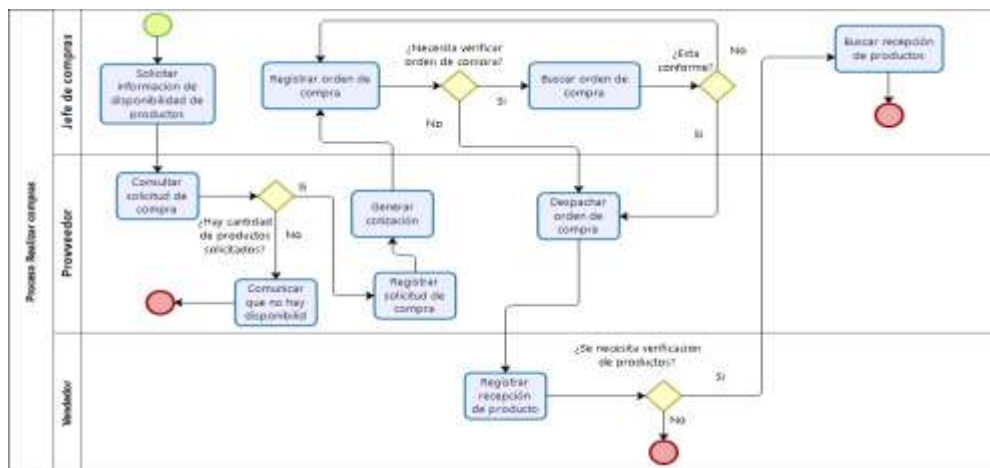 Proceso Realizar compras
Jefe de compras
Solicitar
información de
disponibilidad de
productos
Registrar orden de
compra
¿Necesita verificar
orden de compra?
Si
No
Buscar orden de
compra
¿Esta
conforme?
No
Si
Buscar recepción
de productos
Provveedor
Consultar
solicitud de
compra
Si
¿Hay cantidad
de productos
solicitados?
No
Comunicar
que no hay
disponibilid
Generar
cotización
Registrar
solicitud de
compra
Despachar
orden de
compra
Vendedor
Registrar
recepción
de producto
¿Se necesita verificacion
de productos?
Si
No